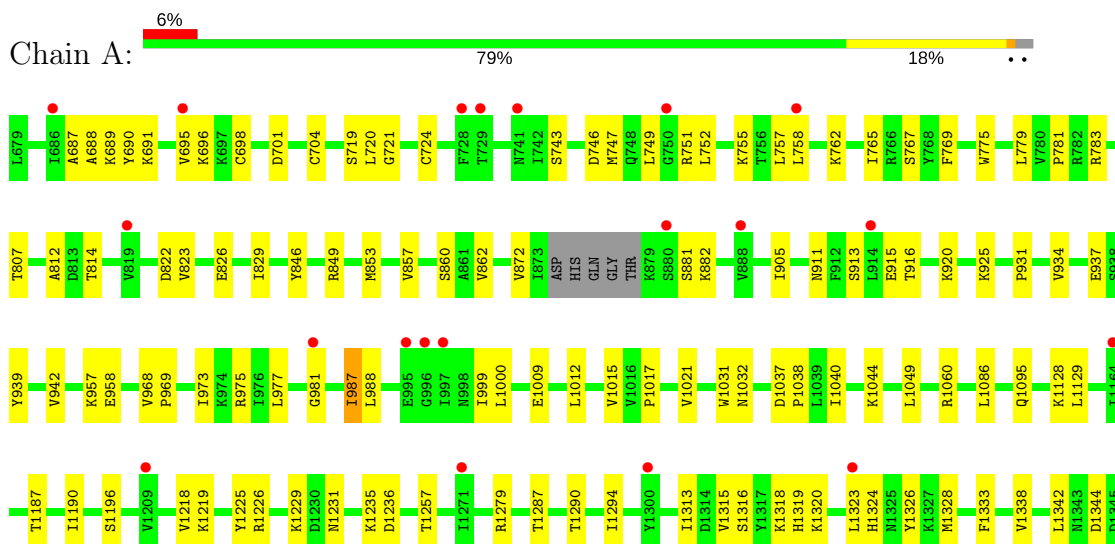 6%
Chain A:
79% 18% • •
L679 I686 A687 A688 K689 Y690 K691 V695 K696 K697 C698 D701 C704 S719 L720 G721 C724 F728 T729 N741 I742 S743 D746 M747 Q748 L749 G750 R751 L752 K755 T756 L757 L758 K762 I765 R766 S767 Y768 F769 W775 L779 V780 P781 R782 R783
T807 A812 D813 T814 V819 D822 V823 E826 I829 Y846 R849 M853 V857 S860 A861 V862 V872 I873 ASP HIS GLN GLY THR K879 S880 S881 K882 V888 I905 N911 F912 S913 L914 E915 T916 K920 K925 P931 V934 E937 S938
Y939 V942 K957 E958 V968 P969 I973 K974 R975 I976 L977 G981 I987 L988 E995 G996 I997 N998 I999 L1000 E1009 L1012 V1015 V1016 P1017 V1021 W1031 N1032 D1037 P1038 L1039 I1040 K1044 L1049 R1060 L1086 Q1095 K1128 L1129 I1164
T1187 I1190 S1196 V1209 V1218 K1219 Y1225 R1226 K1229 D1230 N1231 K1235 D1236 T1257 I1271 R1279 T1287 T1290 I1294 Y1300 I1313 D1314 V1315 S1316 Y1317 K1318 H1319 K1320 L1323 H1324 N1325 Y1326 K1327 M1328 F1333 V1338 L1342 N1343 D1344 D1345